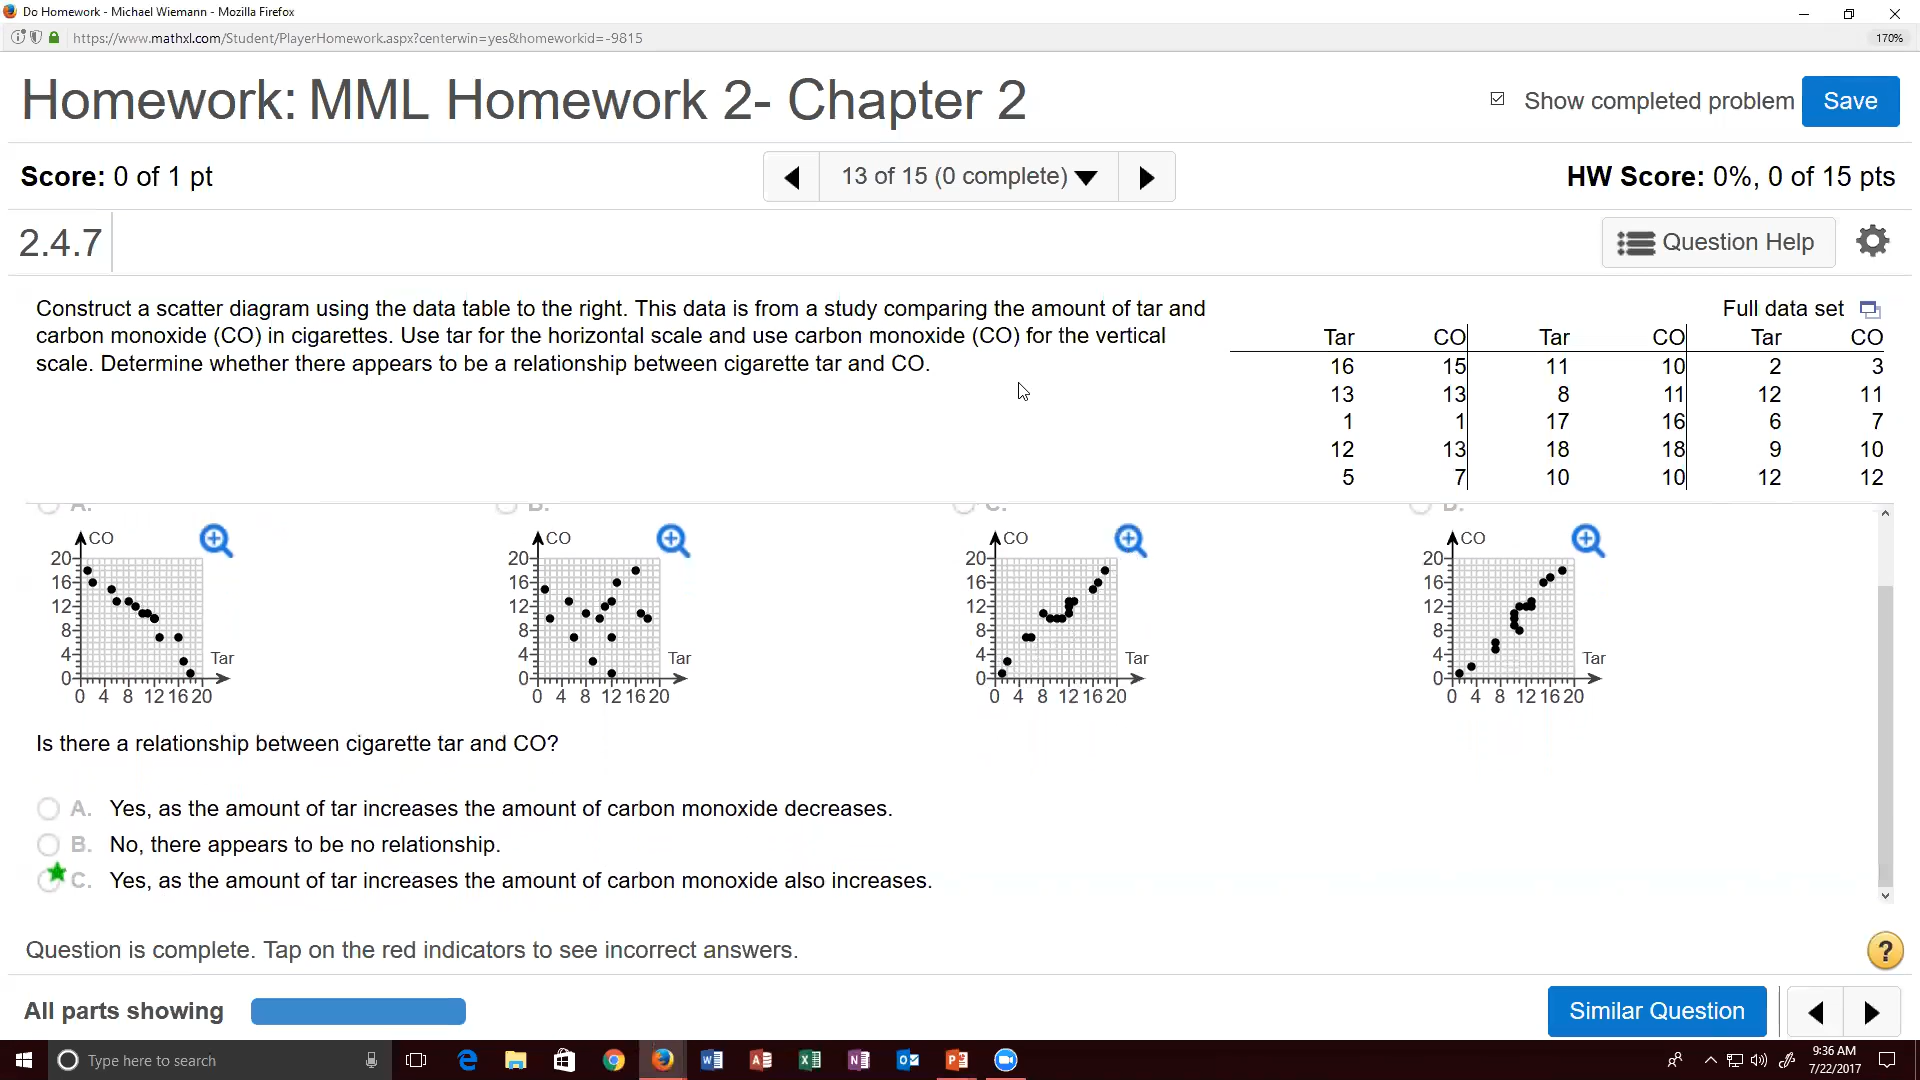 Do Homework - Michael Wiemann - Mozilla Firefox
https://www.mathxl.com/Student/PlayerHomework.aspx?centerwin=yes&homeworkid=-9815
170%
Homework: MML Homework 2- Chapter 2
Show completed problem
Save
Score: 0 of 1 pt
13 of 15 (0 complete)
HW Score: 0%, 0 of 15 pts
2.4.7
Question Help
Construct a scatter diagram using the data table to the right. This data is from a study comparing the amount of tar and
carbon monoxide (CO) in cigarettes. Use tar for the horizontal scale and use carbon monoxide (CO) for the vertical
scale. Determine whether there appears to be a relationship between cigarette tar and CO.
Full data set
Tar CO Tar CO Tar CO
16 15 11 10 2 3
13 13 8 11 12 11
1 1 17 16 6 7
12 13 18 18 9 10
5 7 10 10 12 12
A. B. C. D.
CO CO CO CO
20 20 20 20
16 16 16 16
12 12 12 12
8 8 8 8
4 Tar 4 Tar 4 Tar 4 Tar
0 0 0 0
0 4 8 12 16 20 0 4 8 12 16 20 0 4 8 12 16 20 0 4 8 12 16 20
Is there a relationship between cigarette tar and CO?
A. Yes, as the amount of tar increases the amount of carbon monoxide decreases.
B. No, there appears to be no relationship.
C. Yes, as the amount of tar increases the amount of carbon monoxide also increases.
Question is complete. Tap on the red indicators to see incorrect answers.
?
All parts showing
Similar Question
Type here to search
9:36 AM
7/22/2017